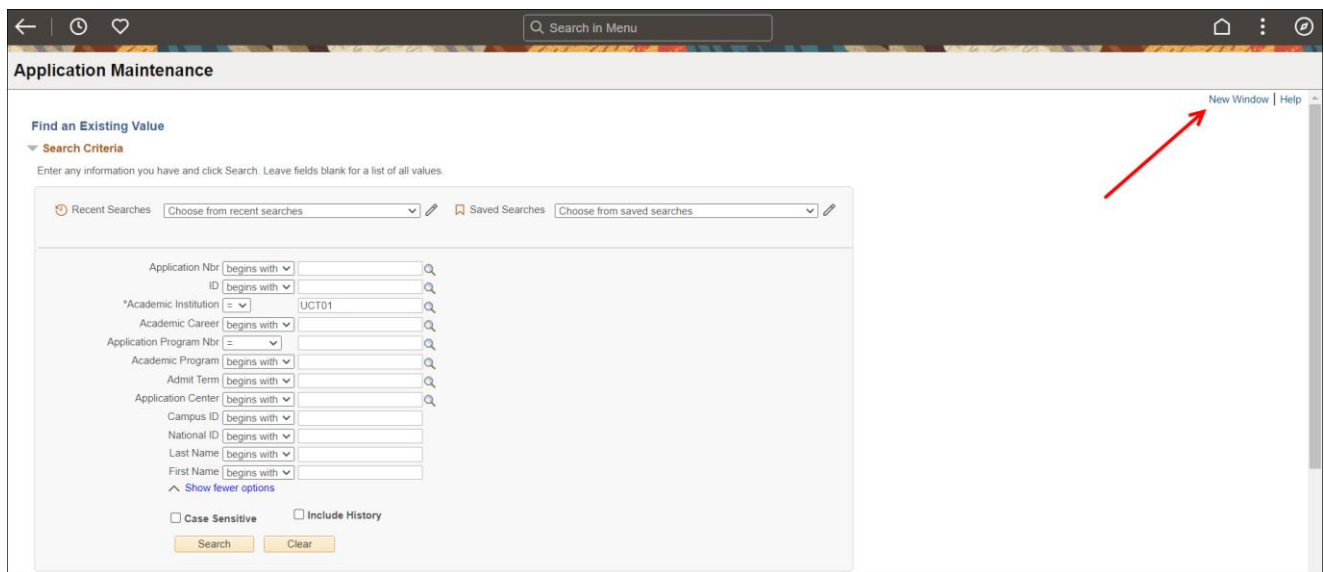 Search in Menu
Application Maintenance
New Window | Help
Find an Existing Value
Search Criteria
Enter any information you have and click Search. Leave fields blank for a list of all values.
Recent Searches Choose from recent searches Saved Searches Choose from saved searches
Application Nbr begins with
ID begins with
*Academic Institution = UCT01
Academic Career begins with
Application Program Nbr =
Academic Program begins with
Admit Term begins with
Application Center begins with
Campus ID begins with
National ID begins with
Last Name begins with
First Name begins with
Show fewer options
Case Sensitive Include History
Search Clear